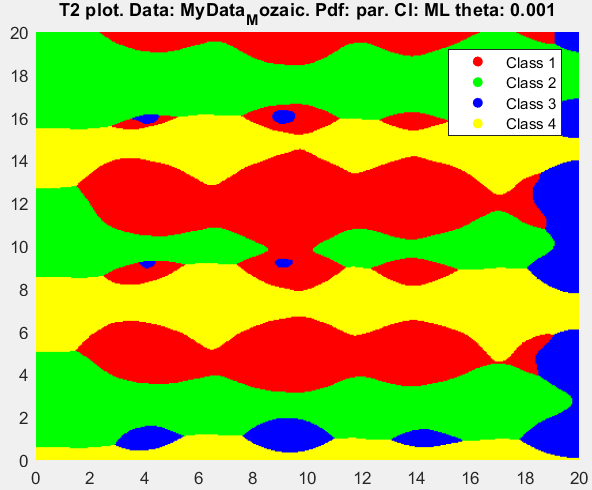 T2 plot. Data: MyData_Mozaic. Pdf: par. Cl: ML theta: 0.001
20
18
16
14
12
10
8
6
4
2
0
Class 1
Class 2
Class 3
Class 4
0 2 4 6 8 10 12 14 16 18 20